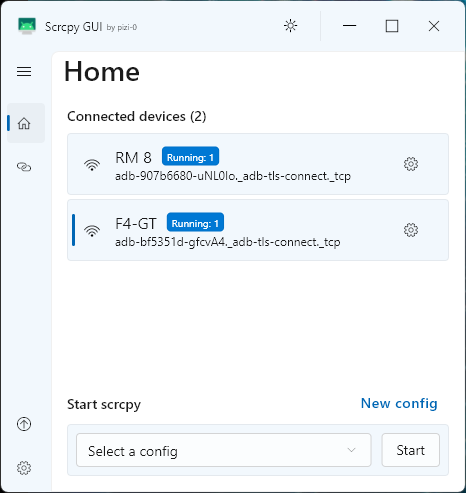 Scrcpy GUI by pizi-0
Home
Connected devices (2)
RM 8 Running: 1
adb-907b6680-uNL0Io._adb-tls-connect._tcp
F4-GT Running: 1
adb-bf5351d-gfcvA4._adb-tls-connect._tcp
Start scrcpy New config
Select a config Start